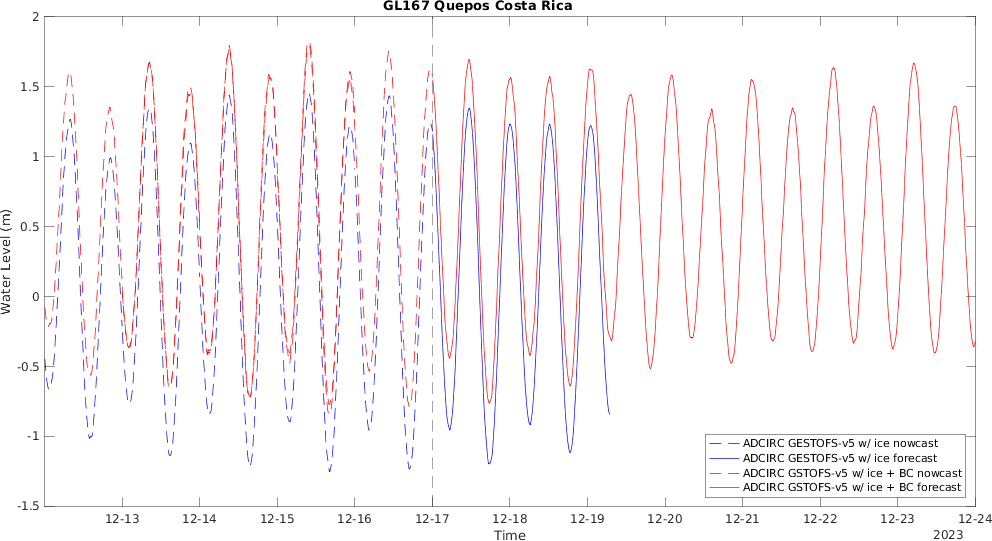 GL167 Quepos Costa Rica
2
1.5
1
0.5
0
-0.5
-1
-1.5
Water Level (m)
12-13 12-14 12-15 12-16 12-17 12-18 12-19 12-20 12-21 12-22 12-23 12-24
Time
2023
ADCIRC GESTOFS-v5 w/ ice nowcast
ADCIRC GESTOFS-v5 w/ ice forecast
ADCIRC GSTOFS-v5 w/ ice + BC nowcast
ADCIRC GSTOFS-v5 w/ ice + BC forecast